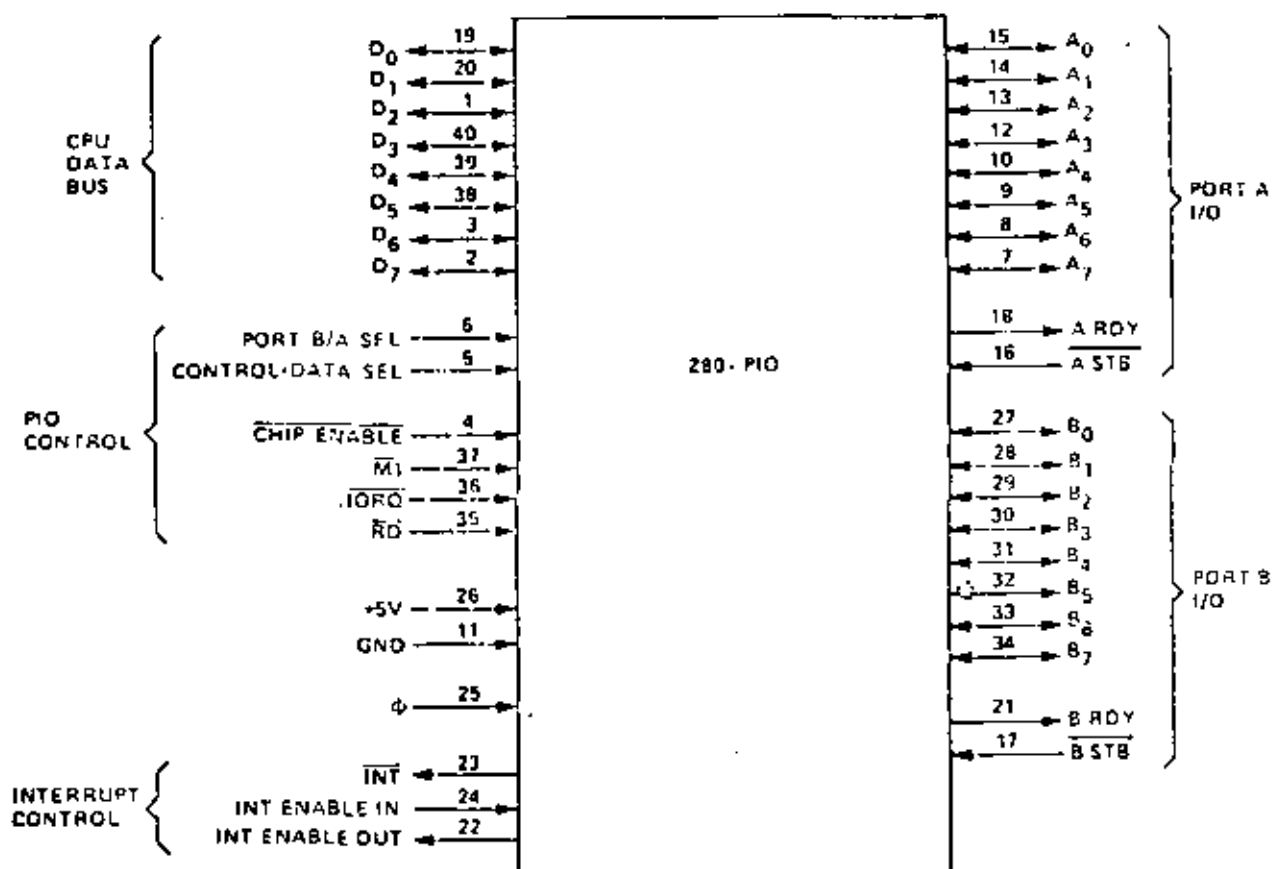 CPU
DATA
BUS
D0 19
D1 20
D2 1
D3 40
D4 39
D5 38
D6 3
D7 2
PIO
CONTROL
PORT B/A SEL 6
CONTROL/DATA SEL 5
CHIP ENABLE 4
M1 37
IORQ 36
RD 35
+5V 26
GND 11
Φ 25
INTERRUPT
CONTROL
INT 23
INT ENABLE IN 24
INT ENABLE OUT 22
Z80-PIO
15 A0
14 A1
13 A2
12 A3
10 A4
9 A5
8 A6
7 A7
18 A RDY
16 A STB
PORT A
I/O
27 B0
28 B1
29 B2
30 B3
31 B4
32 B5
33 B6
34 B7
21 B RDY
17 B STB
PORT B
I/O